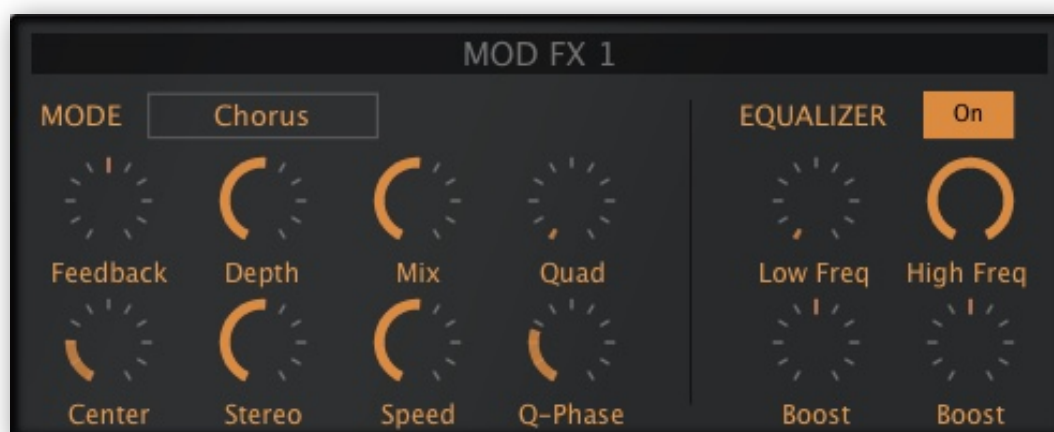 MOD FX 1
MODE Chorus EQUALIZER On
Feedback Depth Mix Quad Low Freq High Freq
Center Stereo Speed Q-Phase Boost Boost